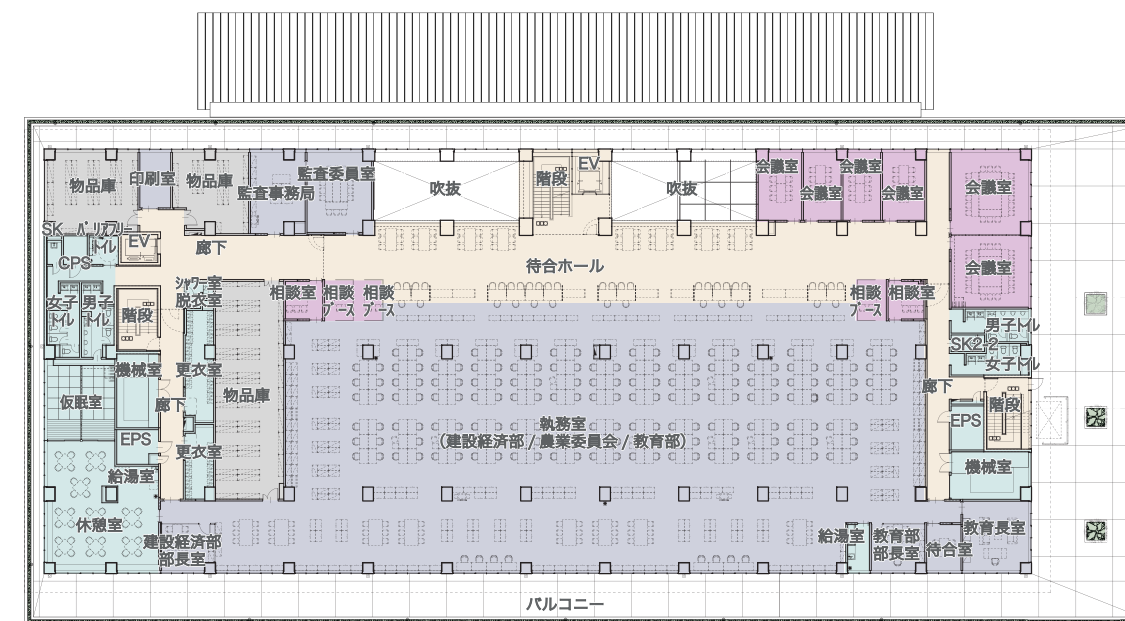 物品庫
印刷室
物品庫
監査事務局
監査委員室
吹抜
階段
EV
吹抜
会議室
会議室
会議室
会議室
会議室
SK
バリアフリー
トイレ
EV
廊下
CPS
待合ホール
会議室
シャワー室
脱衣室
相談室
相談
ブース
相談
ブース
相談
ブース
相談室
女子
トイレ
男子
トイレ
階段
男子トイレ
SK2-2
女子トイレ
機械室
更衣室
仮眠室
廊下
物品庫
廊下
階段
執務室
(建設経済部 / 農業委員会 / 教育部)
EPS
EPS
更衣室
給湯室
機械室
休憩室
建設経済部
部長室
給湯室
教育部
部長室
待合室
教育長室
バルコニー